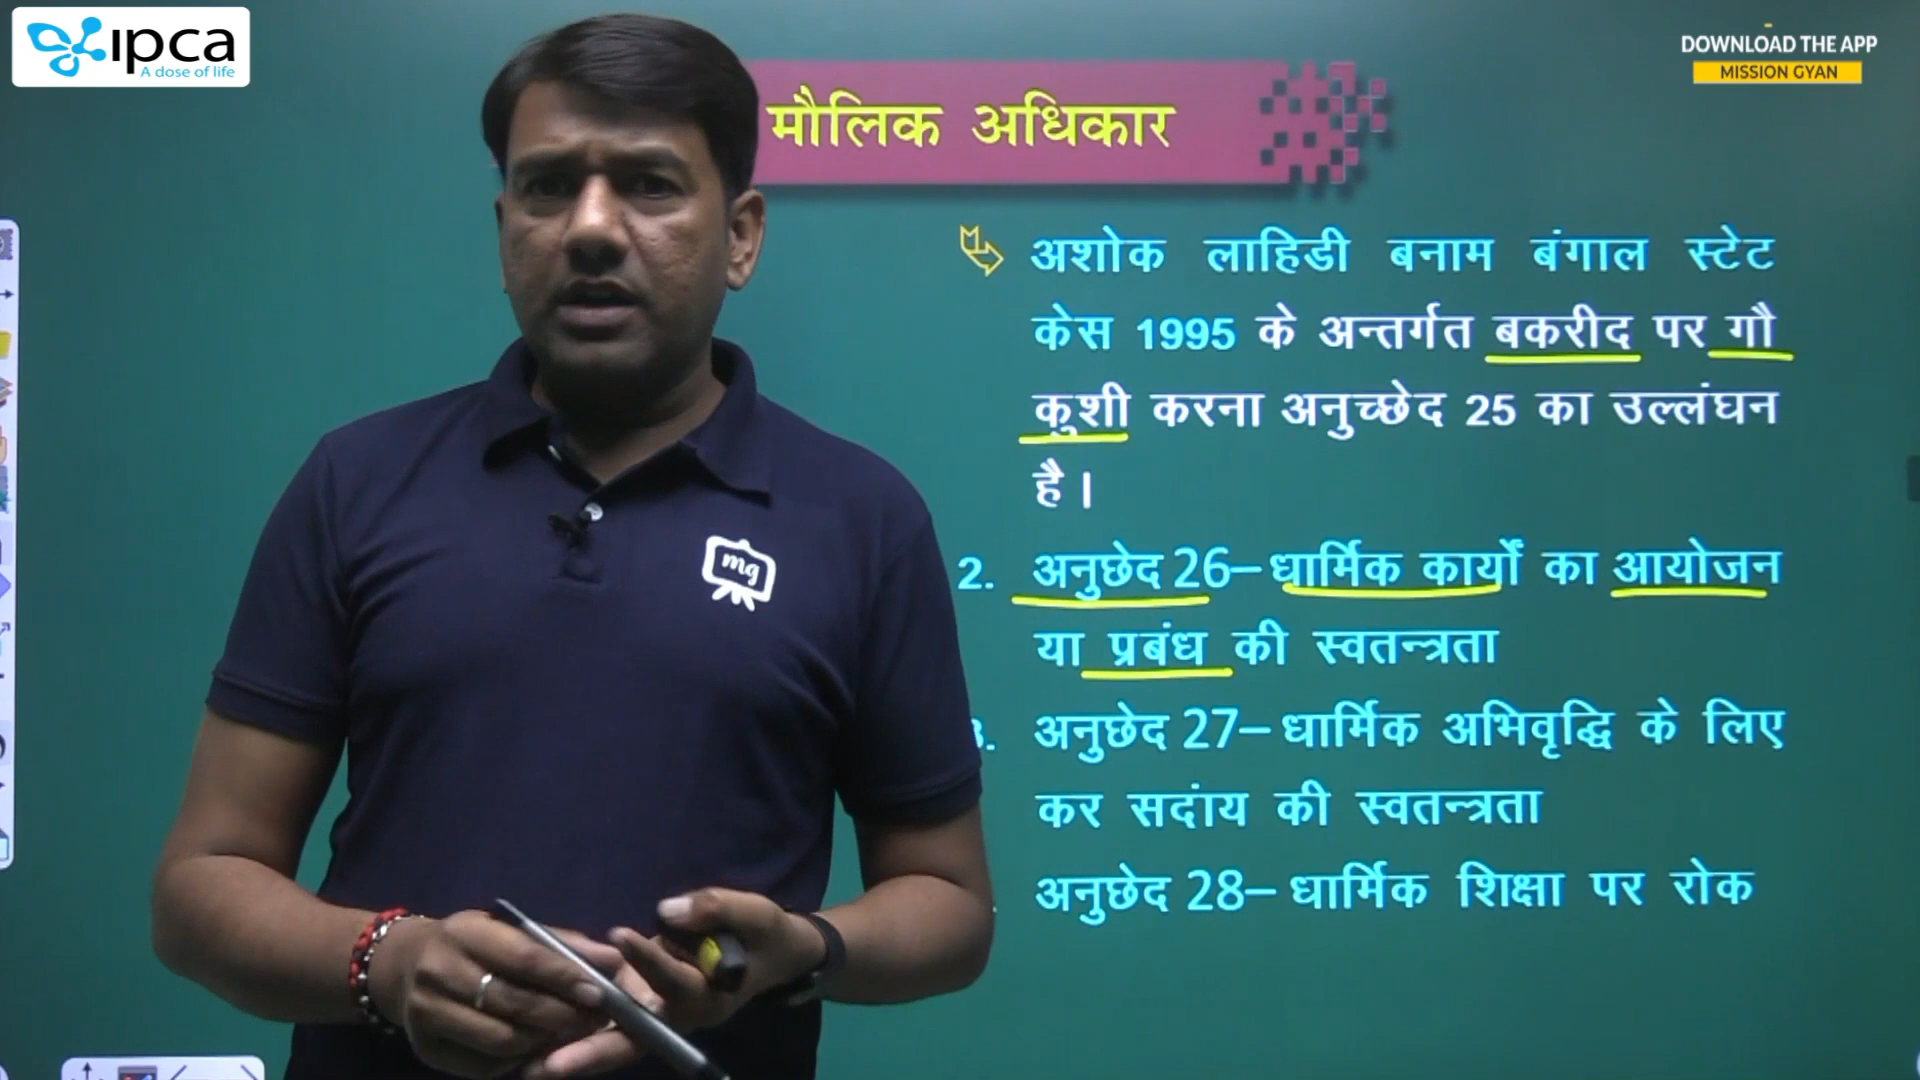 ipca
A dose of life
DOWNLOAD THE APP
MISSION GYAN
मौलिक अधिकार
अशोक लाहिडी बनाम बंगाल स्टेट
केस 1995 के अन्तर्गत बकरीद पर गौ
कुशी करना अनुच्छेद 25 का उल्लंघन
है।
2. अनुछेद 26–धार्मिक कार्यों का आयोजन
या प्रबंध की स्वतन्त्रता
3. अनुछेद 27–धार्मिक अभिवृद्धि के लिए
कर सदांय की स्वतन्त्रता
अनुछेद 28–धार्मिक शिक्षा पर रोक
mg